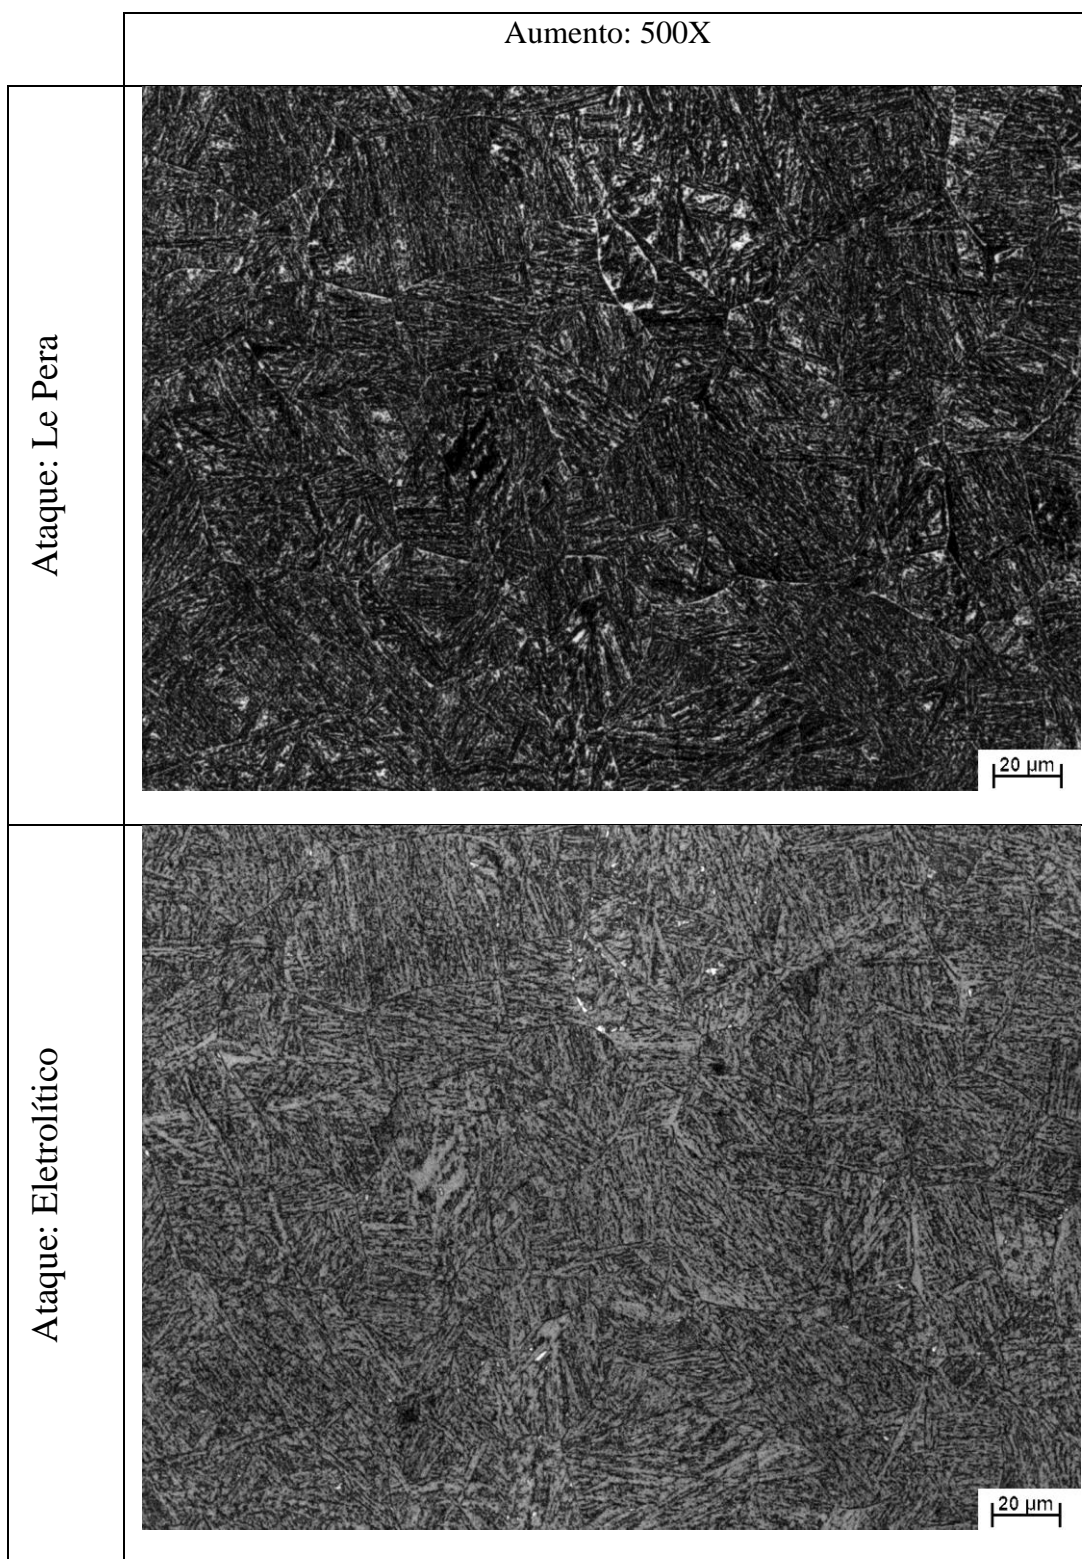 Aumento: 500X
Ataque: Le Pera
20 µm
Ataque: Eletrolítico
20 µm